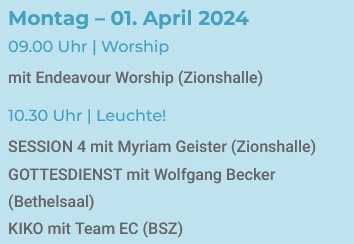 Montag – 01. April 2024
09.00 Uhr | Worship
mit Endeavour Worship (Zionshalle)
10.30 Uhr | Leuchte!
SESSION 4 mit Myriam Geister (Zionshalle)
GOTTESDIENST mit Wolfgang Becker
(Bethelsaal)
KIKO mit Team EC (BSZ)